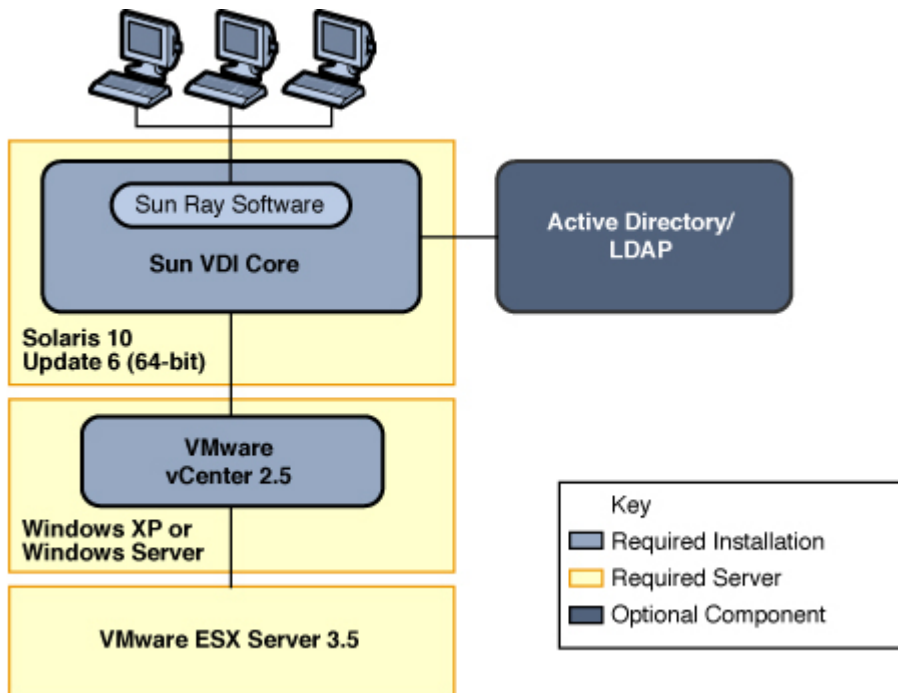 Sun Ray Software
Sun VDI Core
Active Directory/
LDAP
Solaris 10
Update 6 (64-bit)
VMware
vCenter 2.5
Windows XP or
Windows Server
VMware ESX Server 3.5
Key
Required Installation
Required Server
Optional Component